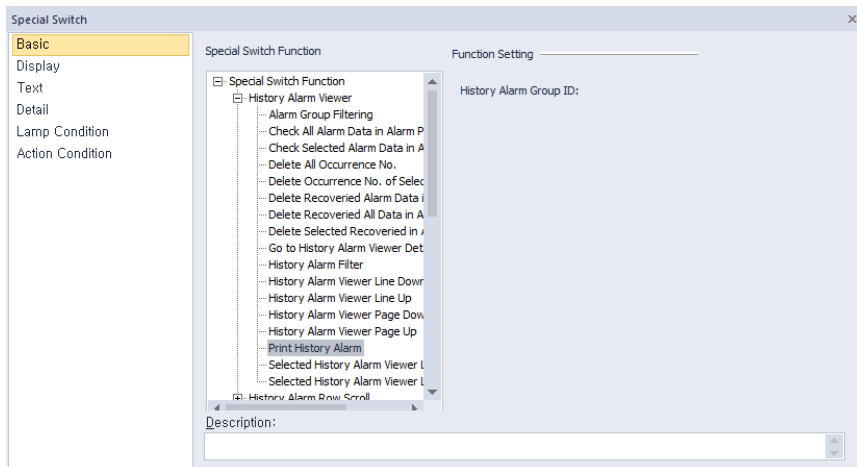 Special Switch
Basic
Display
Text
Detail
Lamp Condition
Action Condition
Special Switch Function
Special Switch Function
History Alarm Viewer
Alarm Group Filtering
Check All Alarm Data in Alarm P
Check Selected Alarm Data in A
Delete All Occurrence No.
Delete Occurrence No. of Selec
Delete Recoveried Alarm Data i
Delete Recoveried All Data in A
Delete Selected Recoveried in A
Go to History Alarm Viewer Det
History Alarm Filter
History Alarm Viewer Line Down
History Alarm Viewer Line Up
History Alarm Viewer Page Dow
History Alarm Viewer Page Up
Print History Alarm
Selected History Alarm Viewer L
Selected History Alarm Viewer L
History Alarm Row Scroll
Function Setting
History Alarm Group ID:
Description: